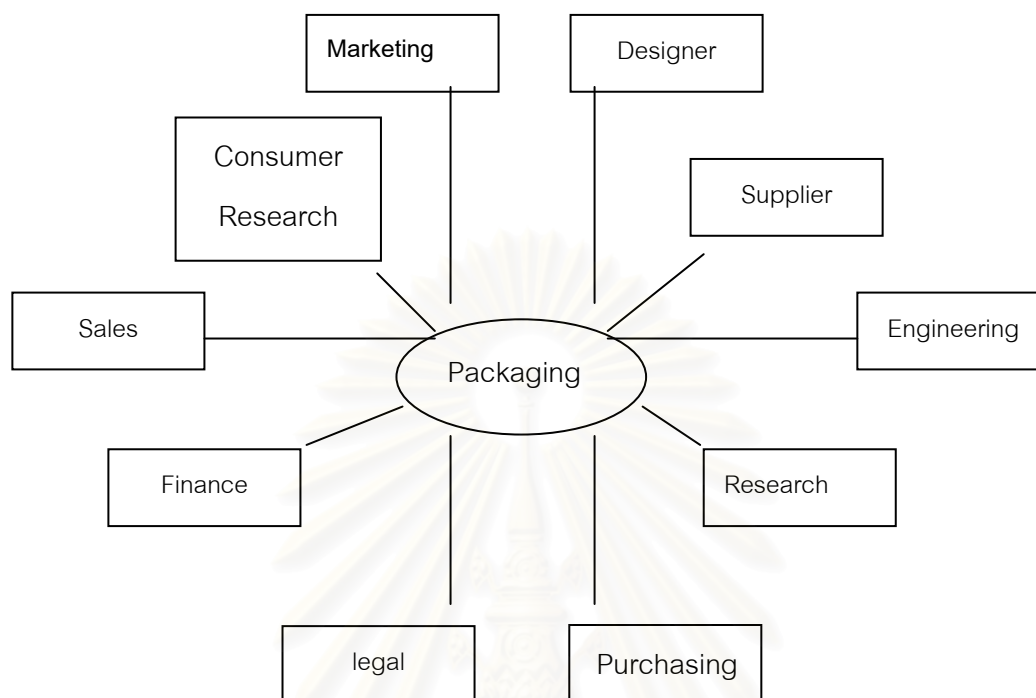 Marketing
Designer
Consumer
Research
Supplier
Sales
Engineering
Packaging
Finance
Research
legal
Purchasing